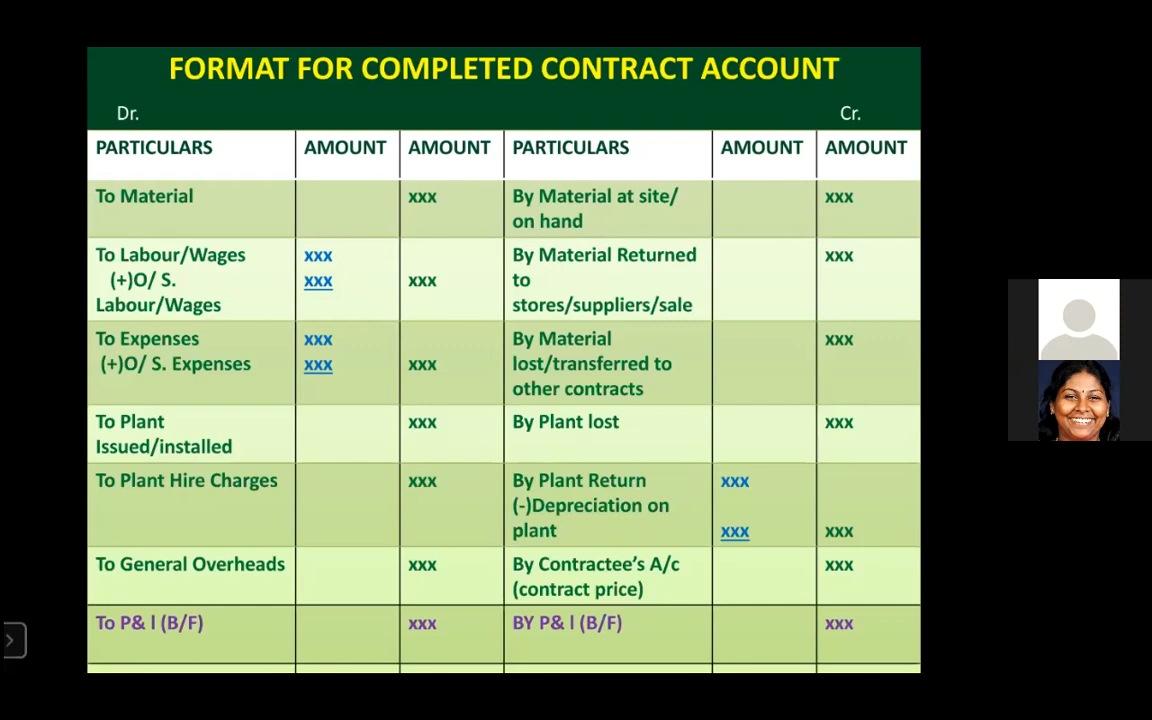 FORMAT FOR COMPLETED CONTRACT ACCOUNT
Dr. Cr.
PARTICULARS AMOUNT AMOUNT PARTICULARS AMOUNT AMOUNT
To Material xxx By Material at site/ xxx
on hand
To Labour/Wages xxx By Material Returned xxx
(+)O/ S. xxx xxx to
Labour/Wages stores/suppliers/sale
To Expenses xxx By Material xxx
(+)O/ S. Expenses xxx xxx lost/transferred to
other contracts
To Plant xxx By Plant lost xxx
Issued/installed
To Plant Hire Charges xxx By Plant Return xxx
(-)Depreciation on
plant xxx xxx
To General Overheads xxx By Contractee's A/c xxx
(contract price)
To P& l (B/F) xxx BY P& l (B/F) xxx